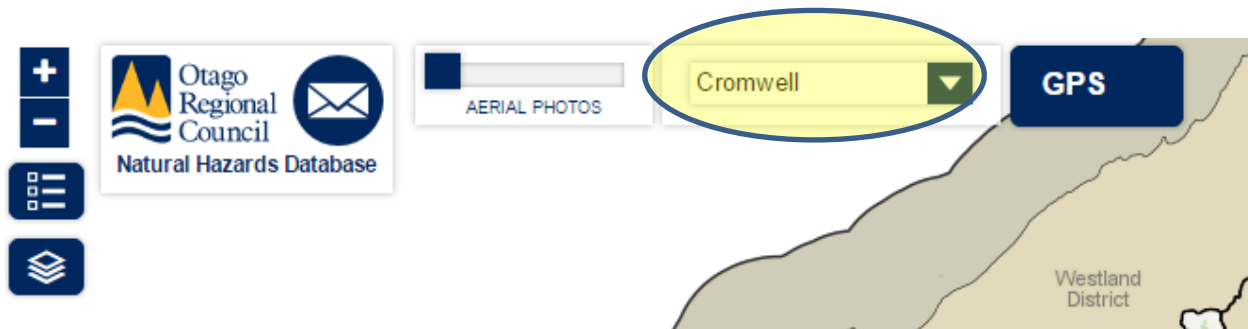 +
Otago
Regional
Council
Natural Hazards Database
AERIAL PHOTOS
Cromwell
GPS
Westland
District